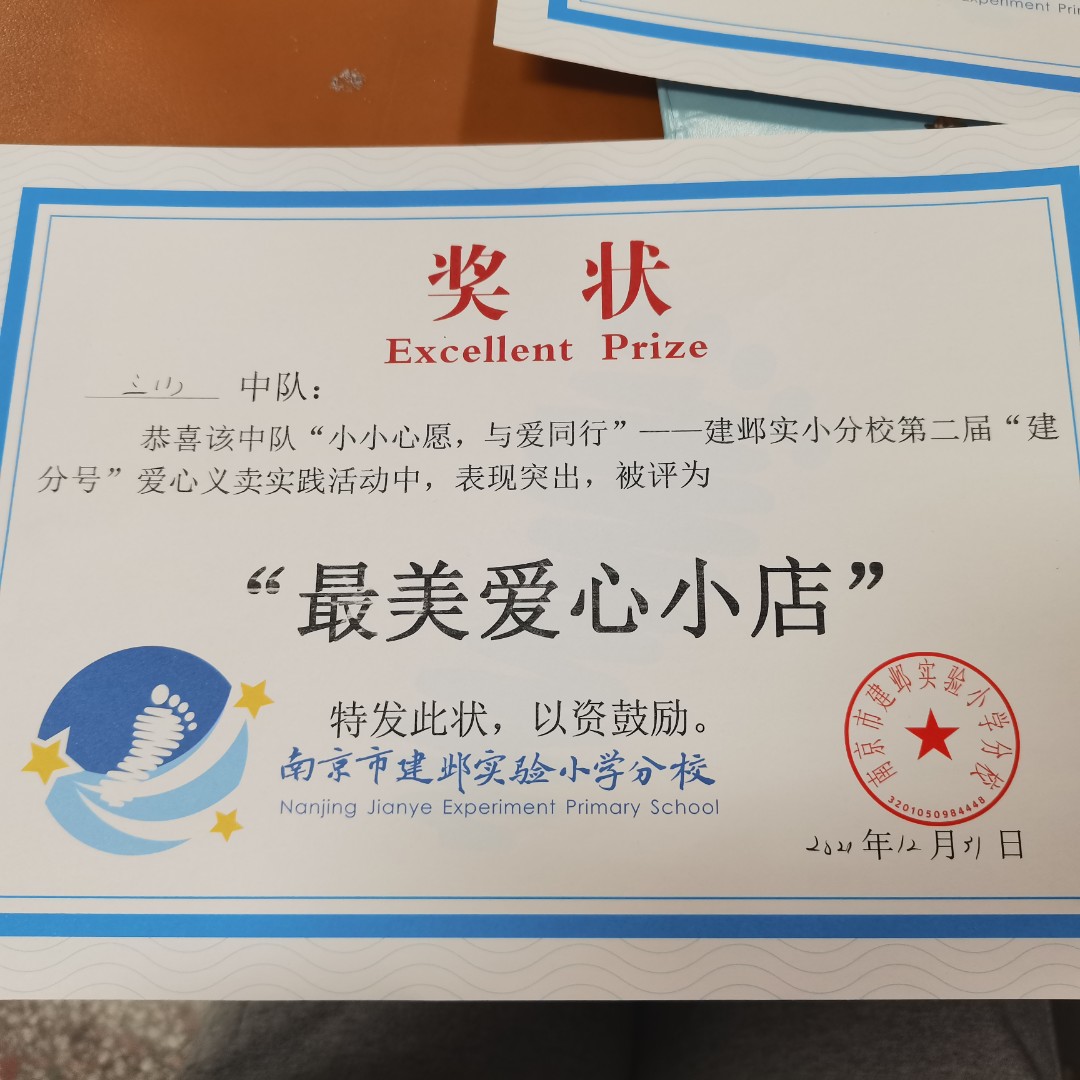 Experiment Pri
奖 状
Excellent Prize
三(11) 中队：
恭喜该中队“小小心愿，与爱同行”——建邺实小分校第二届“建
分号”爱心义卖实践活动中，表现突出，被评为
“最美爱心小店”
特发此状，以资鼓励。
南京市建邺实验小学分校
Nanjing Jianye Experiment Primary School
南京市建邺实验小学分校
3201050984448
2021年12月31日